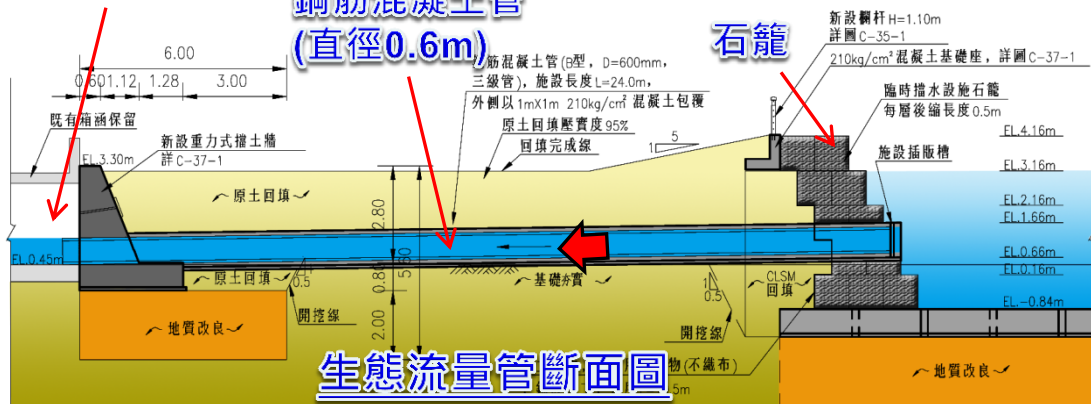 鋼筋混凝土管
(直徑0.6m)
石籠
新設欄杆 H=1.10m
詳圖 C-35-1
210kg/cm² 混凝土基礎座，詳圖 C-37-1
筋混凝土管(B型，D=600mm，
三級管)，施設長度 L=24.0m，
外側以 1mX1m 210kg/cm² 混凝土包覆
原土回填壓實度 95%
回填完成線
臨時擋水設施石籠
每層後縮長度 0.5m
施設插版槽
6.00
0.60
1.12
1.28
3.00
既有箱涵保留
新設重力式擋土牆
詳 C-37-1
EL.3.30m
5
1
EL.4.16m
EL.3.16m
EL.2.16m
EL.1.66m
EL.0.66m
EL.0.16m
EL.-0.84m
原土回填
2.80
0.80
2.00
EL.0.45m
原土回填
0.5
基礎夯實
1
0.5
CLSM
回填
開挖線
開挖線
地質改良
地質改良
物(不織布)
5m
生態流量管斷面圖